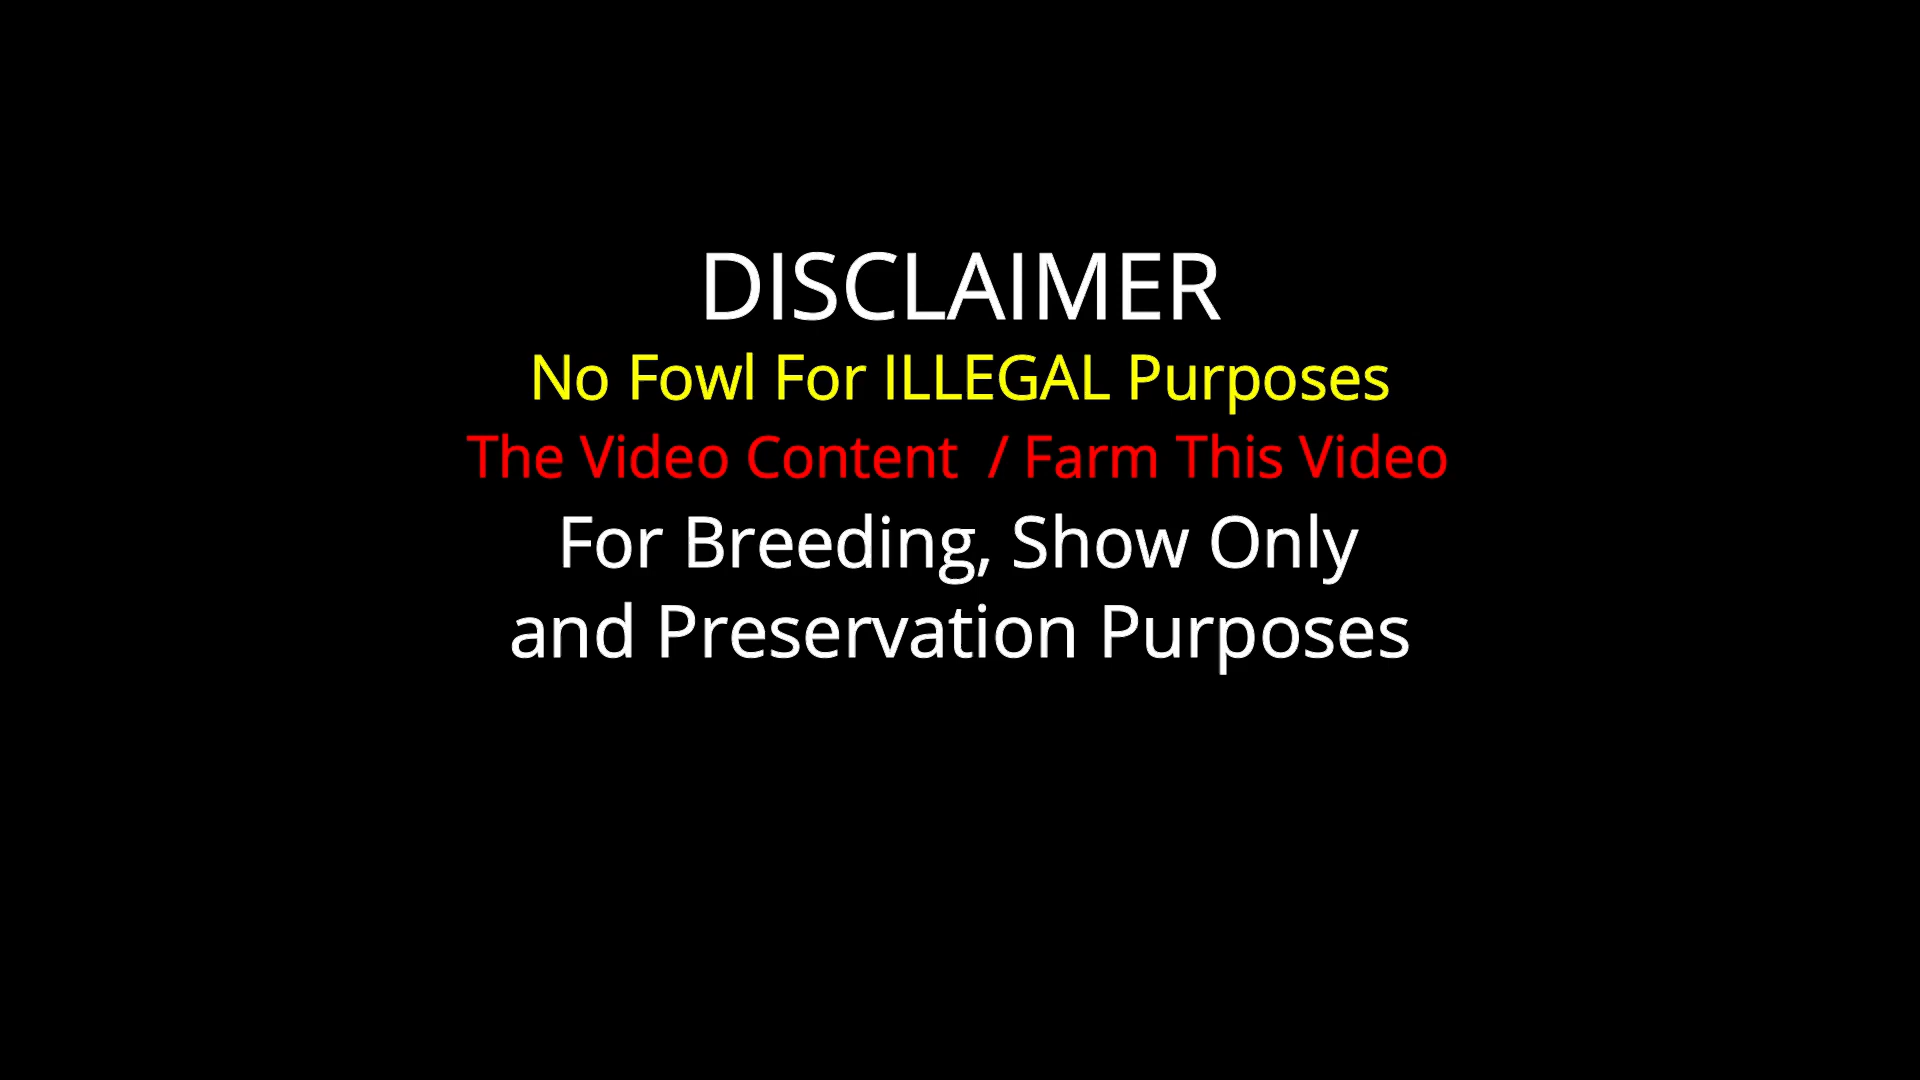 DISCLAIMER
No Fowl For ILLEGAL Purposes
The Video Content  / Farm This Video
For Breeding, Show Only
and Preservation Purposes